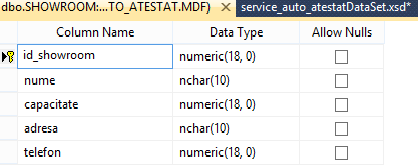 dbo.SHOWROOM:...TO_ATESTAT.MDF) service_auto_atestatDataSet.xsd*
Column Name Data Type Allow Nulls
id_showroom numeric(18, 0)
nume nchar(10)
capacitate numeric(18, 0)
adresa nchar(10)
telefon numeric(18, 0)